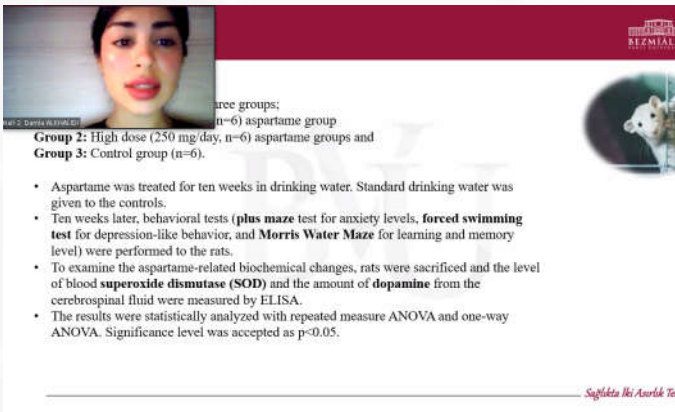 BEZMİÂL
ree groups;
n=6) aspartame group
Group 2: High dose (250 mg/day, n=6) aspartame groups and
Group 3: Control group (n=6).
• Aspartame was treated for ten weeks in drinking water. Standard drinking water was
given to the controls.
• Ten weeks later, behavioral tests (plus maze test for anxiety levels, forced swimming
test for depression-like behavior, and Morris Water Maze for learning and memory
level) were performed to the rats.
• To examine the aspartame-related biochemical changes, rats were sacrificed and the level
of blood superoxide dismutase (SOD) and the amount of dopamine from the
cerebrospinal fluid were measured by ELISA.
• The results were statistically analyzed with repeated measure ANOVA and one-way
ANOVA. Significance level was accepted as p<0.05.
Sağlıkta İki Asırlık Te